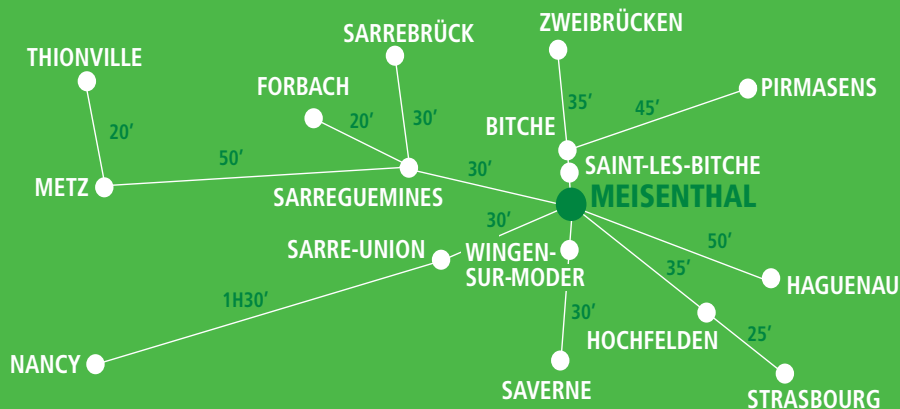 ZWEIBRÜCKEN
SARREBRÜCK
THIONVILLE
FORBACH
PIRMASENS
35’
45’
BITCHE
20’
20’
30’
50’
SAINT-LES-BITCHE
30’
METZ
SARREGUEMINES
MEISENTHAL
30’
50’
SARRE-UNION
WINGEN-
SUR-MODER
35’
HAGUENAU
1H30’
30’
HOCHFELDEN
25’
NANCY
SAVERNE
STRASBOURG